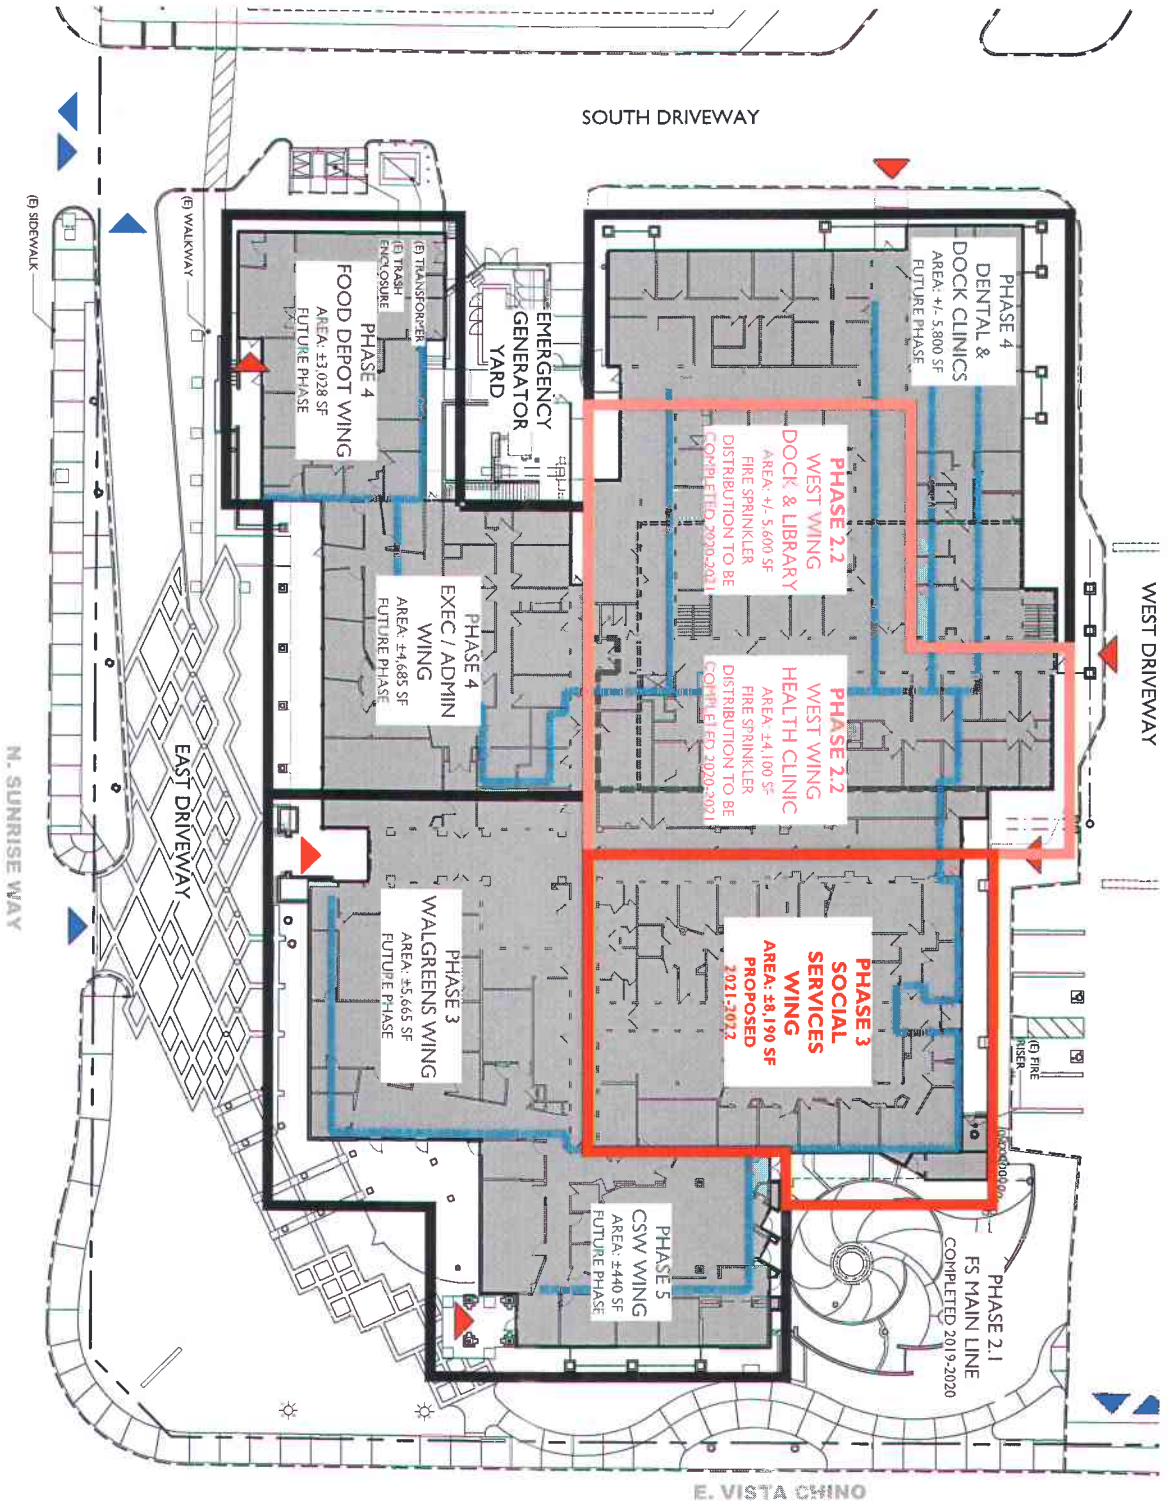 SOUTH DRIVEWAY
WEST DRIVEWAY
(E) SIDEWALK
(E) WALKWAY
(E) TRANSFORMER
(E) TRASH
ENCLOSURE
PHASE 4
FOOD DEPOT WING
AREA: ±3,028 SF
FUTURE PHASE
EMERGENCY
GENERATOR
YARD
PHASE 4
DENTAL &
DOCK CLINICS
AREA: +/- 5,800 SF
FUTURE PHASE
PHASE 2.2
WEST WING
DOCK & LIBRARY
AREA: +/- 5,600 SF
FIRE SPRINKLER
DISTRIBUTION TO BE
COMPLETED 2020-2021
PHASE 2.2
WEST WING
HEALTH CLINIC
AREA: ±4,100 SF
FIRE SPRINKLER
DISTRIBUTION TO BE
COMPLETED 2020-2021
PHASE 4
EXEC / ADMIN
WING
AREA: ±4,685 SF
FUTURE PHASE
EAST DRIVEWAY
N. SUNRISE WAY
PHASE 3
WALGREENS WING
AREA: ±5,665 SF
FUTURE PHASE
PHASE 3
SOCIAL
SERVICES
WING
AREA: ±8,190 SF
PROPOSED
2021-2022
(E) FIRE
RISER
PHASE 5
CSW WING
AREA: ±440 SF
FUTURE PHASE
PHASE 2.1
FS MAIN LINE
COMPLETED 2019-2020
E. VISTA CHINO